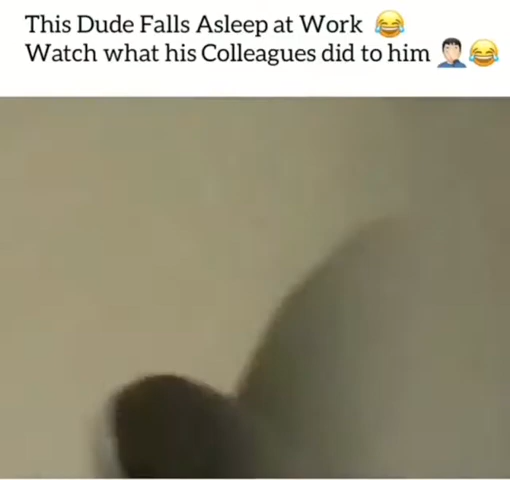 This Dude Falls Asleep at Work 😂
Watch what his Colleagues did to him 🤦🏻‍♂️😂